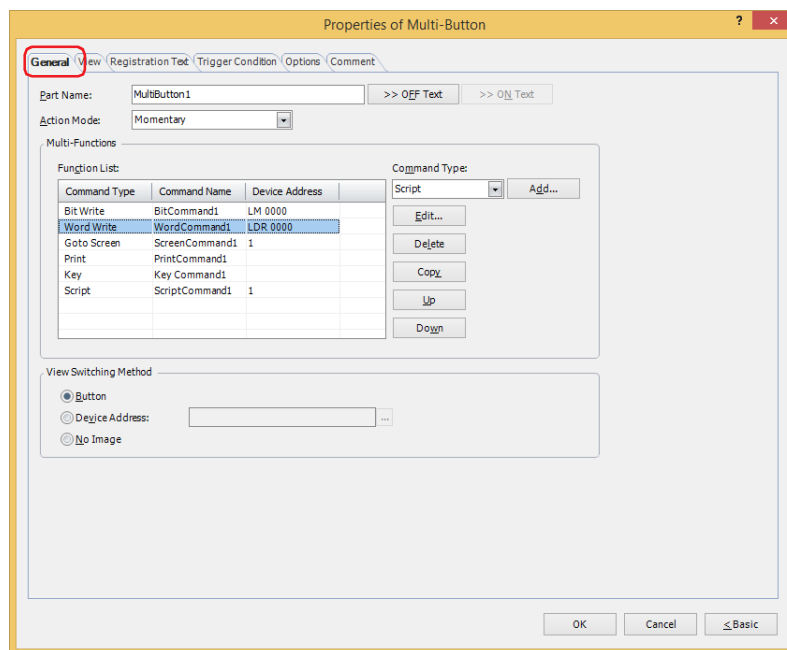 Properties of Multi-Button ? ×
General View Registration Text Trigger Condition Options Comment
Part Name: MultiButton1 >> OFF Text >> ON Text
Action Mode: Momentary
Multi-Functions
Function List: Command Type:
Command Type Command Name Device Address Script Add...
Bit Write BitCommand1 LM 0000 Edit...
Word Write WordCommand1 LDR 0000
Goto Screen ScreenCommand1 1 Delete
Print PrintCommand1
Key Key Command1 Copy
Script ScriptCommand1 1
Up
Down
View Switching Method
Button
Device Address: ...
No Image
OK Cancel < Basic